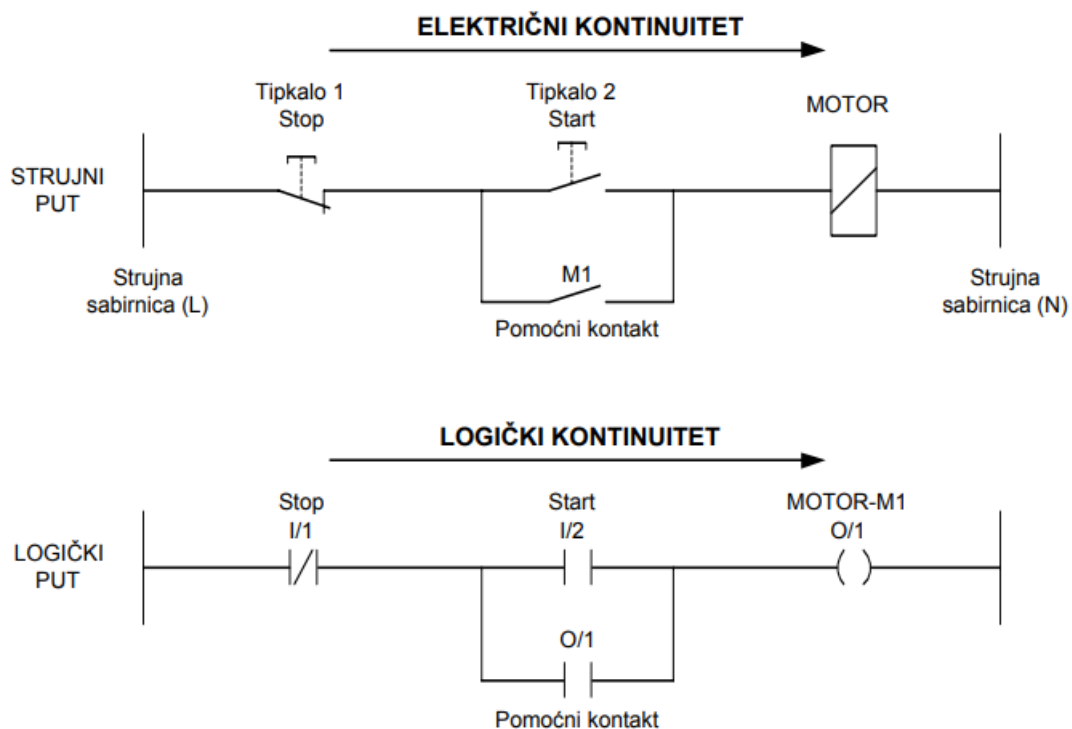 ELEKTRIČNI KONTINUITET
Tipkalo 1
Stop
Tipkalo 2
Start
MOTOR
STRUJNI
PUT
M1
Strujna
sabirnica (L)
Strujna
sabirnica (N)
Pomoćni kontakt
LOGIČKI KONTINUITET
Stop
I/1
Start
I/2
MOTOR-M1
O/1
LOGIČKI
PUT
O/1
Pomoćni kontakt